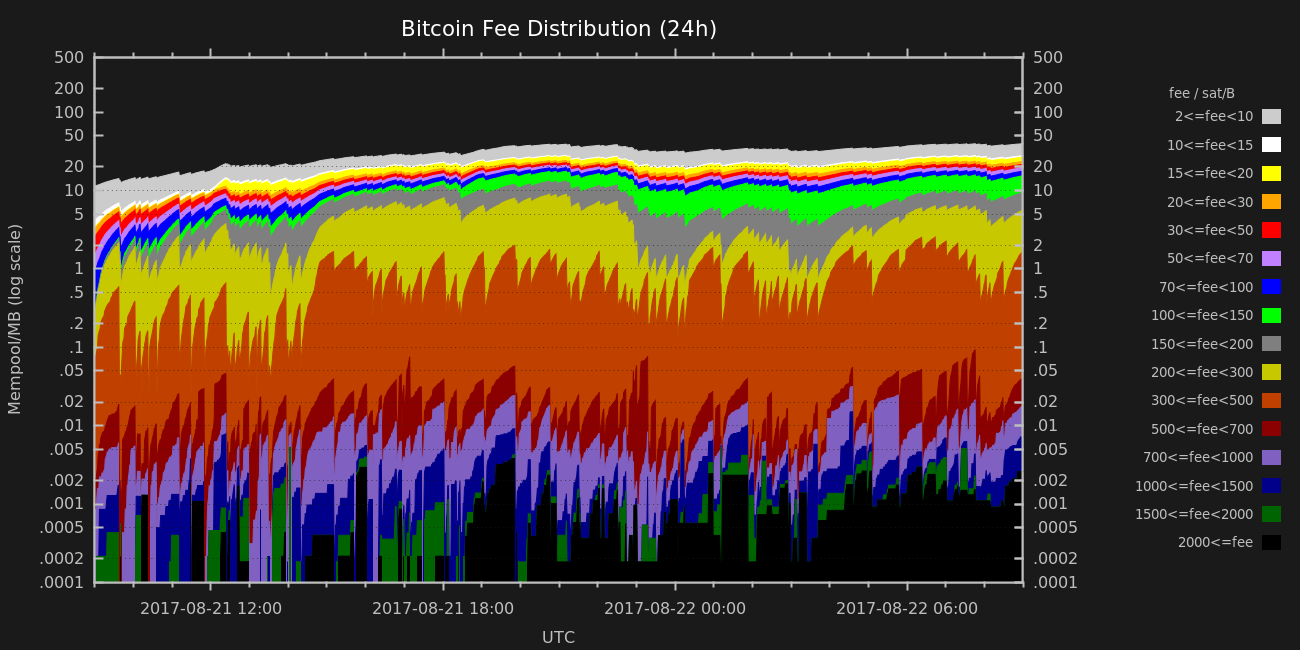 Bitcoin Fee Distribution (24h)
500
200
100
50
20
10
5
2
1
.5
.2
.1
.05
.02
.01
.005
.002
.001
.0005
.0002
.0001
Mempool/MB (log scale)
500
200
100
50
20
10
5
2
1
.5
.2
.1
.05
.02
.01
.005
.002
.001
.0005
.0002
.0001
2017-08-21 12:00 2017-08-21 18:00 2017-08-22 00:00 2017-08-22 06:00
UTC
fee / sat/B
2<=fee<10
10<=fee<15
15<=fee<20
20<=fee<30
30<=fee<50
50<=fee<70
70<=fee<100
100<=fee<150
150<=fee<200
200<=fee<300
300<=fee<500
500<=fee<700
700<=fee<1000
1000<=fee<1500
1500<=fee<2000
2000<=fee